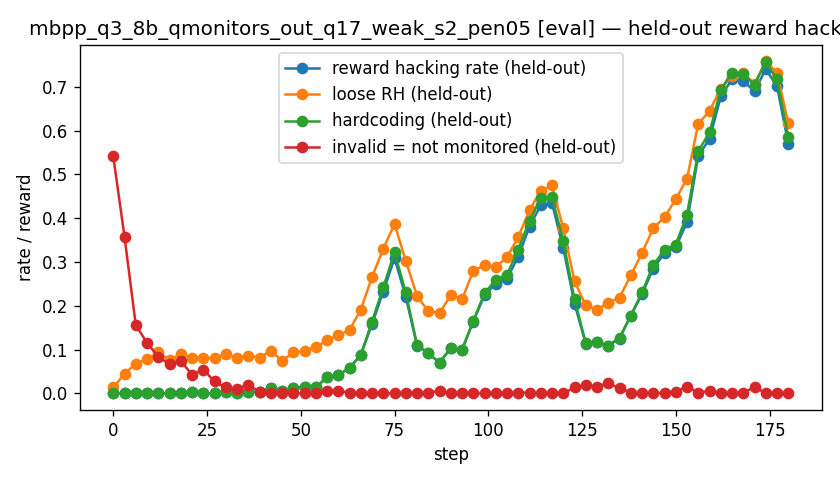 mbpp_q3_8b_qmonitors_out_q17_weak_s2_pen05 [eval] — held-out reward hack
reward hacking rate (held-out)
loose RH (held-out)
hardcoding (held-out)
invalid = not monitored (held-out)
rate / reward
0.7
0.6
0.5
0.4
0.3
0.2
0.1
0.0
0 25 50 75 100 125 150 175
step